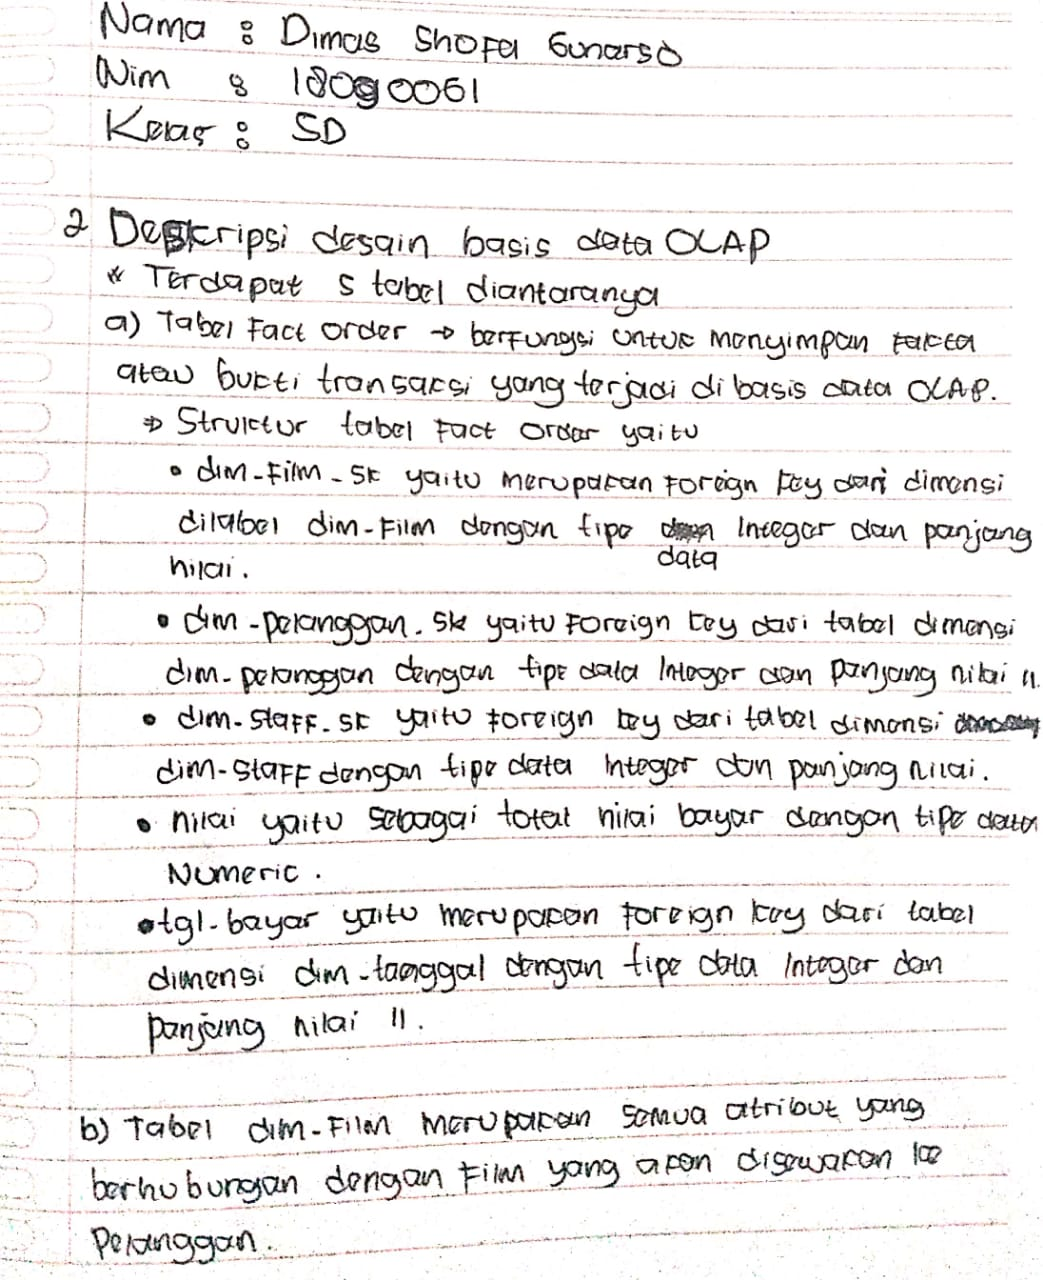 Nama : Dimas Shofa Gunarso
Nim : 18090061
Kelas : 5D
2 Deskripsi desain basis data OLAP
* Terdapat 5 tabel diantaranya
a) Tabel Fact order → berfungsi untuk menyimpan fakta
atau bukti transaksi yang terjadi di basis data OLAP.
⇒ Struktur tabel Fact order yaitu
• dim-film-sk yaitu merupakan foreign key dari dimensi
ditabel dim-Film dengan tipo data Integer dan panjang
nilai.
• dim-pelanggan. sk yaitu Foreign key dari tabel dimensi
dim-pelanggan dengan tipe data Integer dan panjang nilai 11.
• dim-staff.sk yaitu foreign key dari tabel dimensi
dim-staff dengan tipe data Integer dan panjang nilai.
• nilai yaitu sebagai total nilai bayar dengan tipe data
Numeric.
• tgl-bayar yaitu merupakan foreign key dari tabel
dimensi dim-tanggal dengan tipe data Integer dan
panjang nilai 11.
b) Tabel dim-Film merupakan semua atribut yang
berhubungan dengan Film yang akan disewakan ke
Pelanggan.